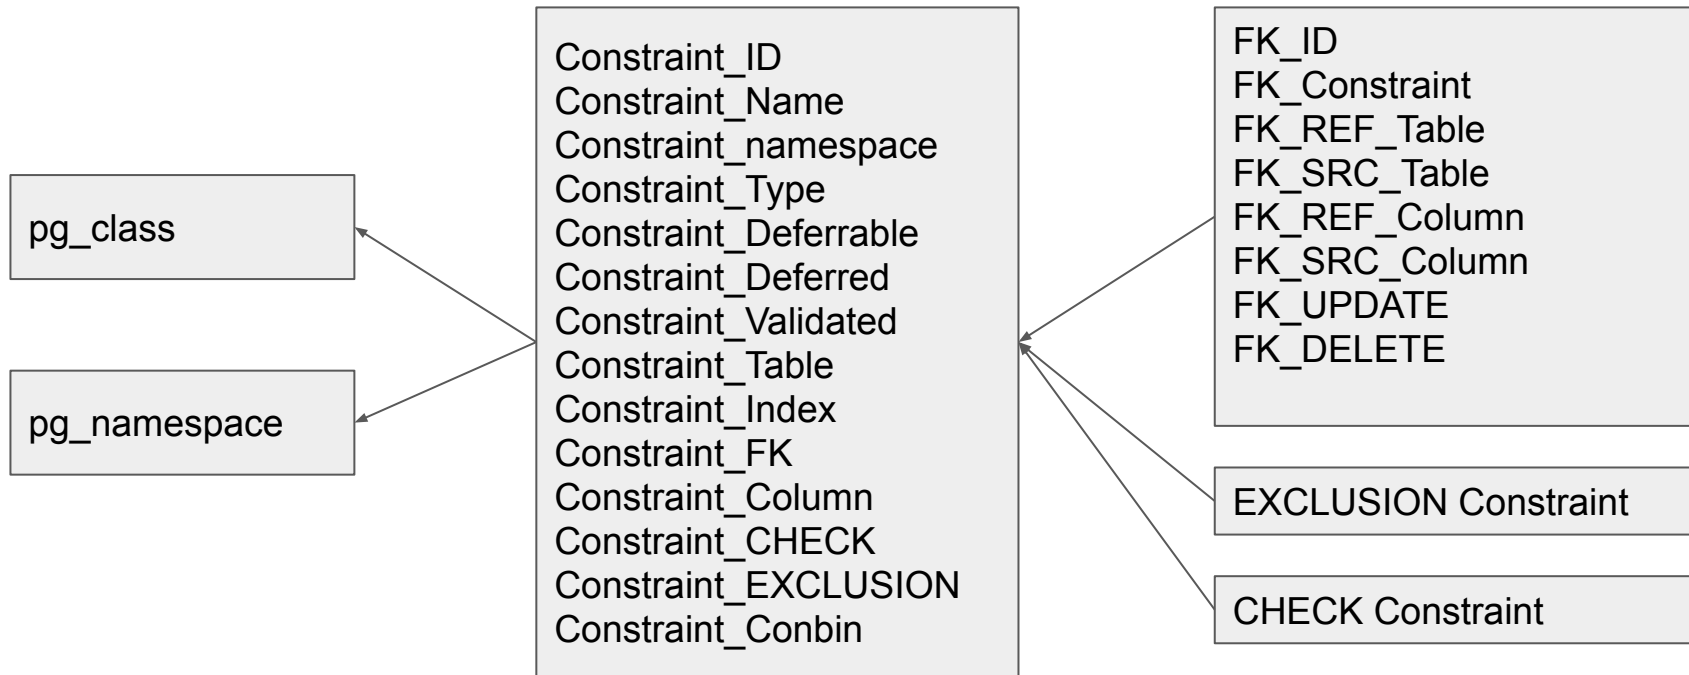 pg_class
pg_namespace
Constraint_ID
Constraint_Name
Constraint_namespace
Constraint_Type
Constraint_Deferrable
Constraint_Deferred
Constraint_Validated
Constraint_Table
Constraint_Index
Constraint_FK
Constraint_Column
Constraint_CHECK
Constraint_EXCLUSION
Constraint_Conbin
FK_ID
FK_Constraint
FK_REF_Table
FK_SRC_Table
FK_REF_Column
FK_SRC_Column
FK_UPDATE
FK_DELETE
EXCLUSION Constraint
CHECK Constraint